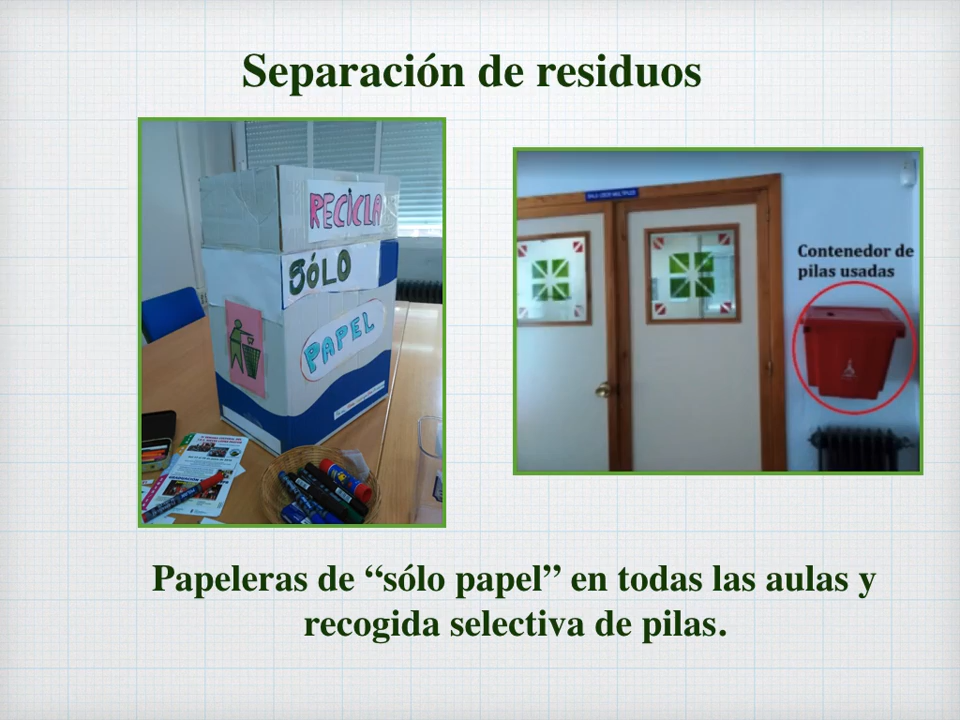 Separación de residuos
RECICLA
SÓLO
PAPEL
Contenedor de
pilas usadas
Papeleras de “sólo papel” en todas las aulas y
recogida selectiva de pilas.